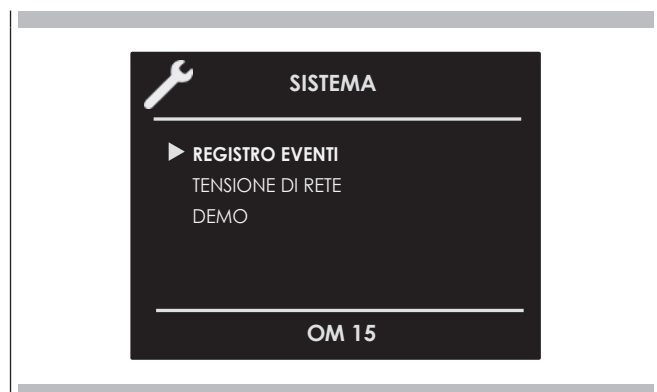 SISTEMA
REGISTRO EVENTI
TENSIONE DI RETE
DEMO
OM 15